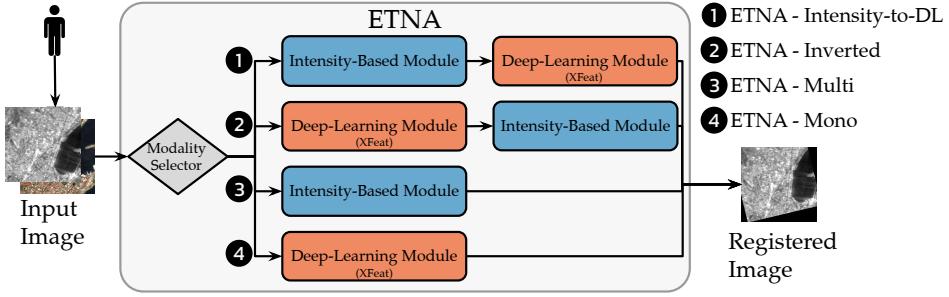 ETNA
Input
Image
Modality
Selector
1
Intensity-Based Module
Deep-Learning Module
(XFeat)
2
Deep-Learning Module
(XFeat)
Intensity-Based Module
3
Intensity-Based Module
4
Deep-Learning Module
(XFeat)
1 ETNA - Intensity-to-DL
2 ETNA - Inverted
3 ETNA - Multi
4 ETNA - Mono
Registered
Image